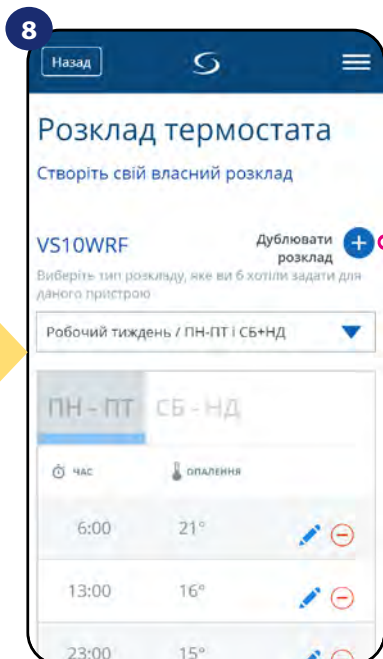 8
Назад
Розклад термостата
Створіть свій власний розклад
VS10WRF
Дублювати
розклад
Виберіть тип розкладу, яке ви б хотіли задати для
даного пристрою
Робочий тиждень / ПН-ПТ і СБ+НД
ПН - ПТ СБ - НД
ЧАС ОПАЛЕННЯ
6:00 21°
13:00 16°
23:00 15°